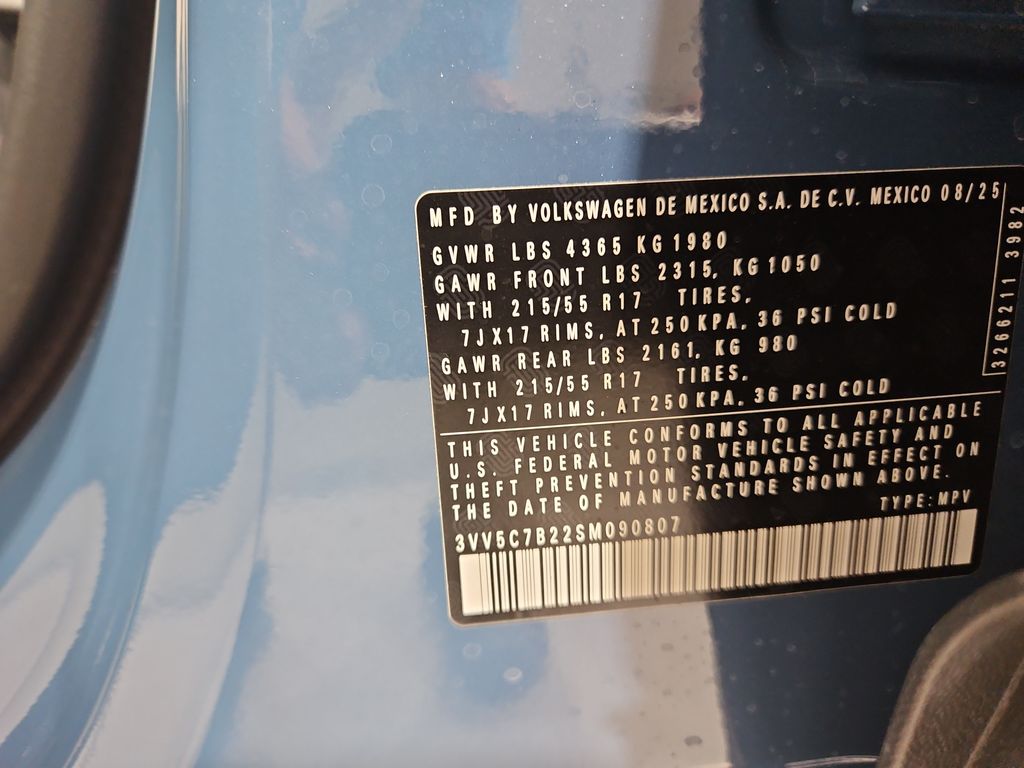 MFD BY VOLKSWAGEN DE MEXICO S.A. DE C.V. MEXICO 08/25
GVWR LBS 4365 KG 1980
GAWR FRONT LBS 2315, KG 1050
WITH 215/55 R17 TIRES,
7JX17 RIMS, AT 250 KPA, 36 PSI COLD
GAWR REAR LBS 2161, KG 980
WITH 215/55 R17 TIRES,
7JX17 RIMS, AT 250 KPA, 36 PSI COLD
THIS VEHICLE CONFORMS TO ALL APPLICABLE
U.S. FEDERAL MOTOR VEHICLE SAFETY AND
THEFT PREVENTION STANDARDS IN EFFECT ON
THE DATE OF MANUFACTURE SHOWN ABOVE.
TYPE: MPV
3VV5C7B22SM090807
3266211 3982